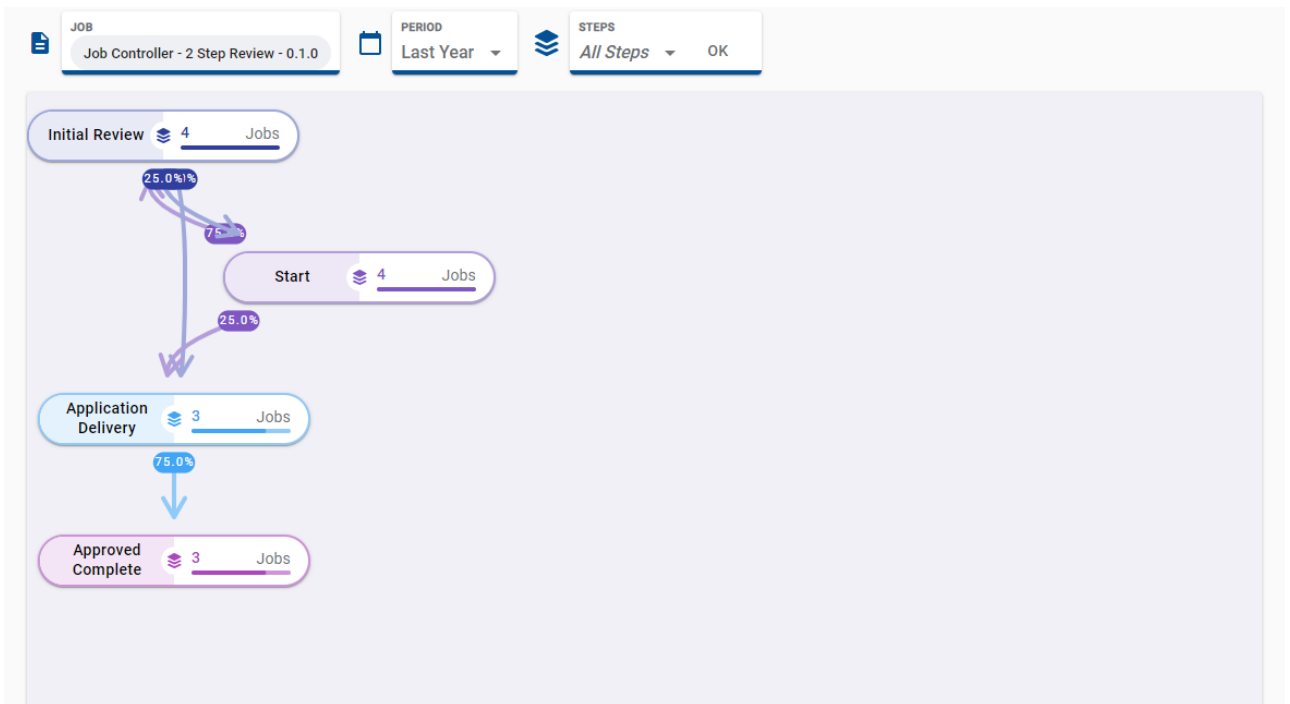 JOB
Job Controller - 2 Step Review - 0.1.0
PERIOD
Last Year
STEPS
All Steps
OK
Initial Review
4
Jobs
25.0%
Start
4
Jobs
25.0%
Application
Delivery
3
Jobs
75.0%
Approved
Complete
3
Jobs